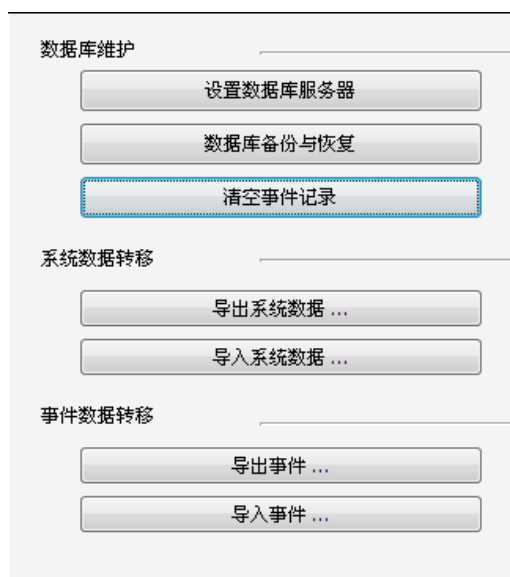 数据库维护
设置数据库服务器
数据库备份与恢复
清空事件记录
系统数据转移
导出系统数据 ...
导入系统数据 ...
事件数据转移
导出事件 ...
导入事件 ...